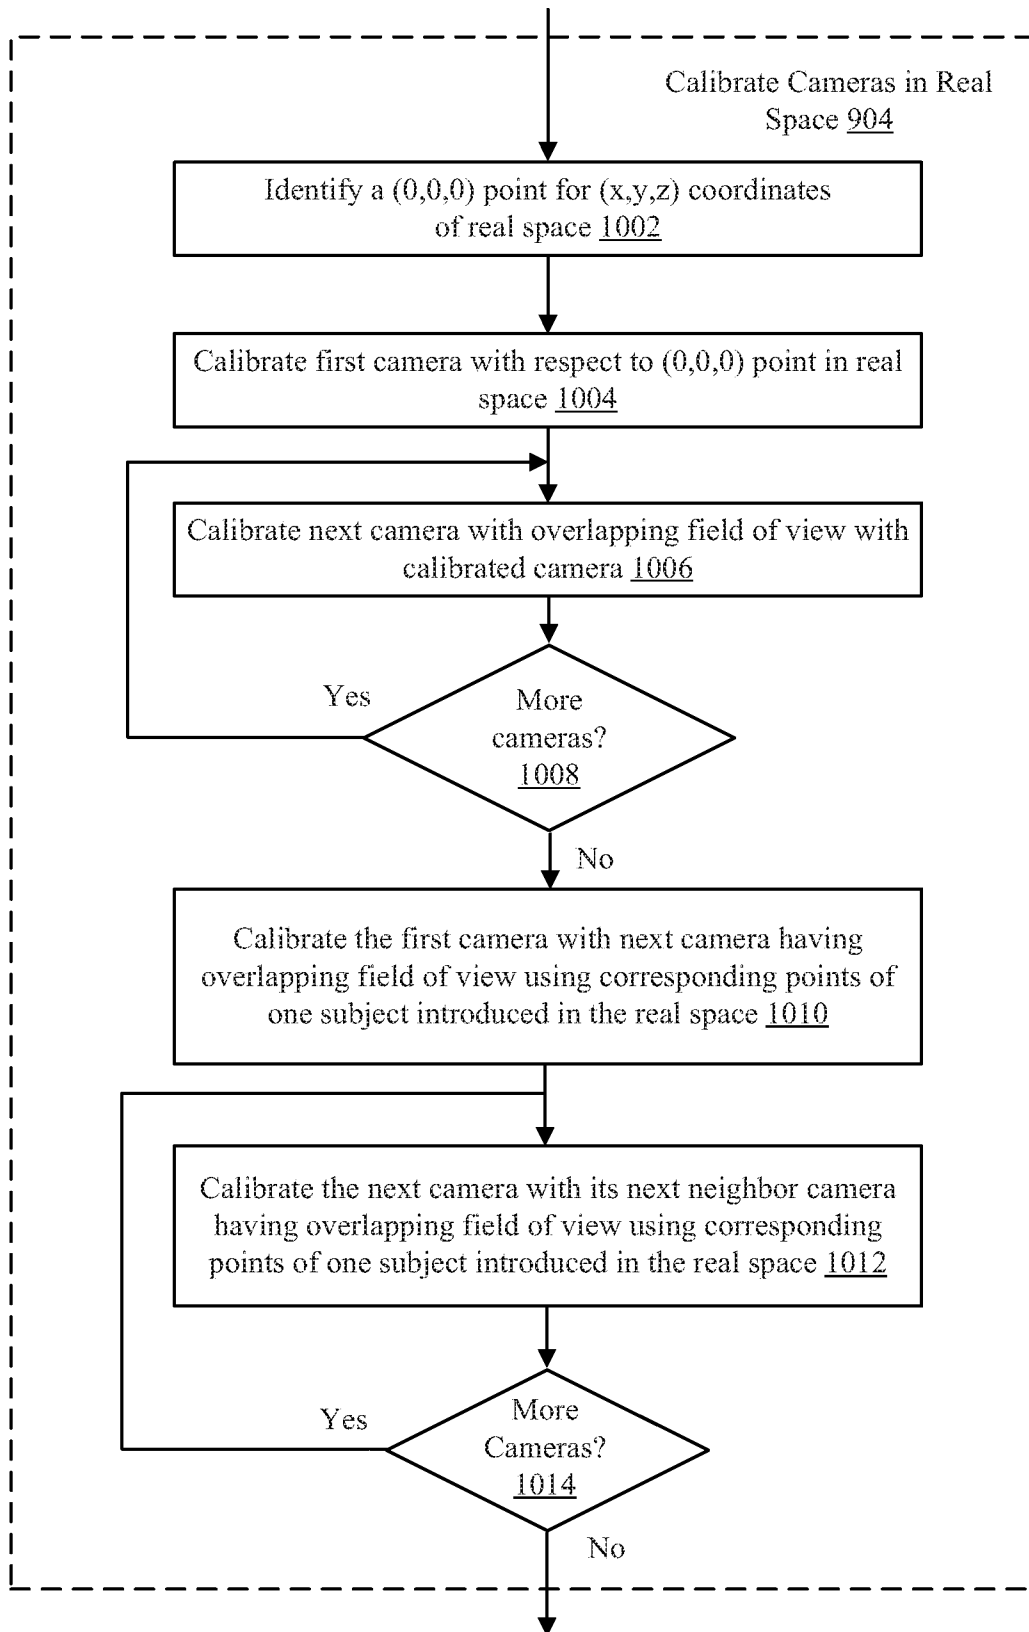 Calibrate Cameras in Real
Space 904
Identify a (0,0,0) point for (x,y,z) coordinates
of real space 1002
Calibrate first camera with respect to (0,0,0) point in real
space 1004
Calibrate next camera with overlapping field of view with
calibrated camera 1006
Yes
More
cameras?
1008
No
Calibrate the first camera with next camera having
overlapping field of view using corresponding points of
one subject introduced in the real space 1010
Calibrate the next camera with its next neighbor camera
having overlapping field of view using corresponding
points of one subject introduced in the real space 1012
Yes
More
Cameras?
1014
No